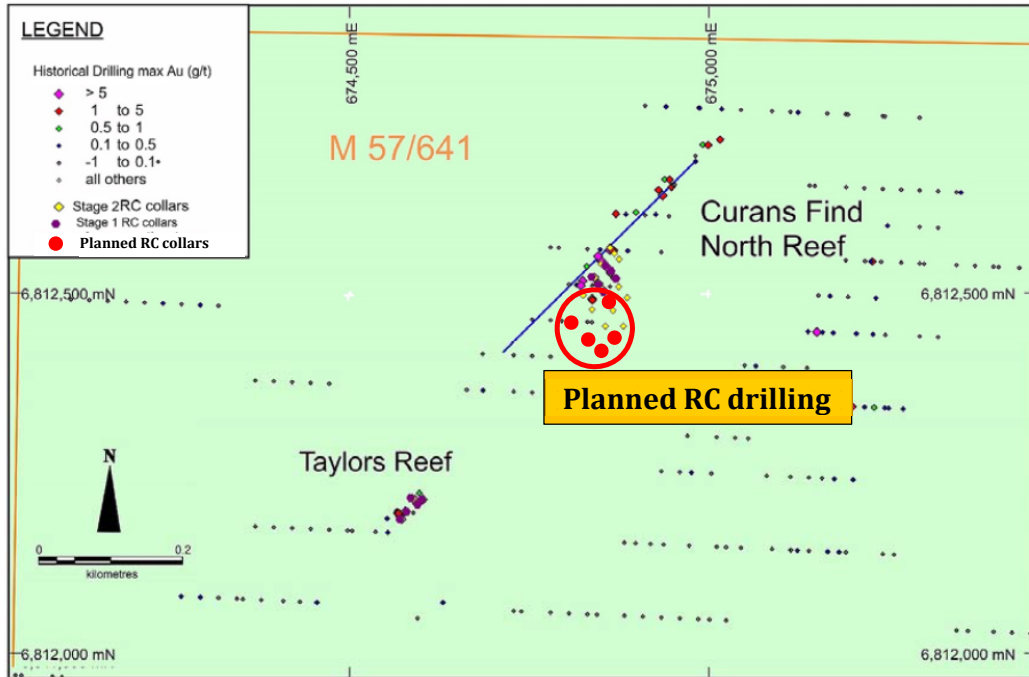 LEGEND
Historical Drilling max Au (g/t)
> 5
1 to 5
0.5 to 1
0.1 to 0.5
-1 to 0.1
all others
Stage 2RC collars
Stage 1 RC collars
Planned RC collars
674,500 mE
675,000 mE
M 57/641
Curans Find
North Reef
6,812,500 mN
6,812,500 mN
Planned RC drilling
Taylors Reef
N
0
0.2
kilometres
6,812,000 mN
6,812,000 mN